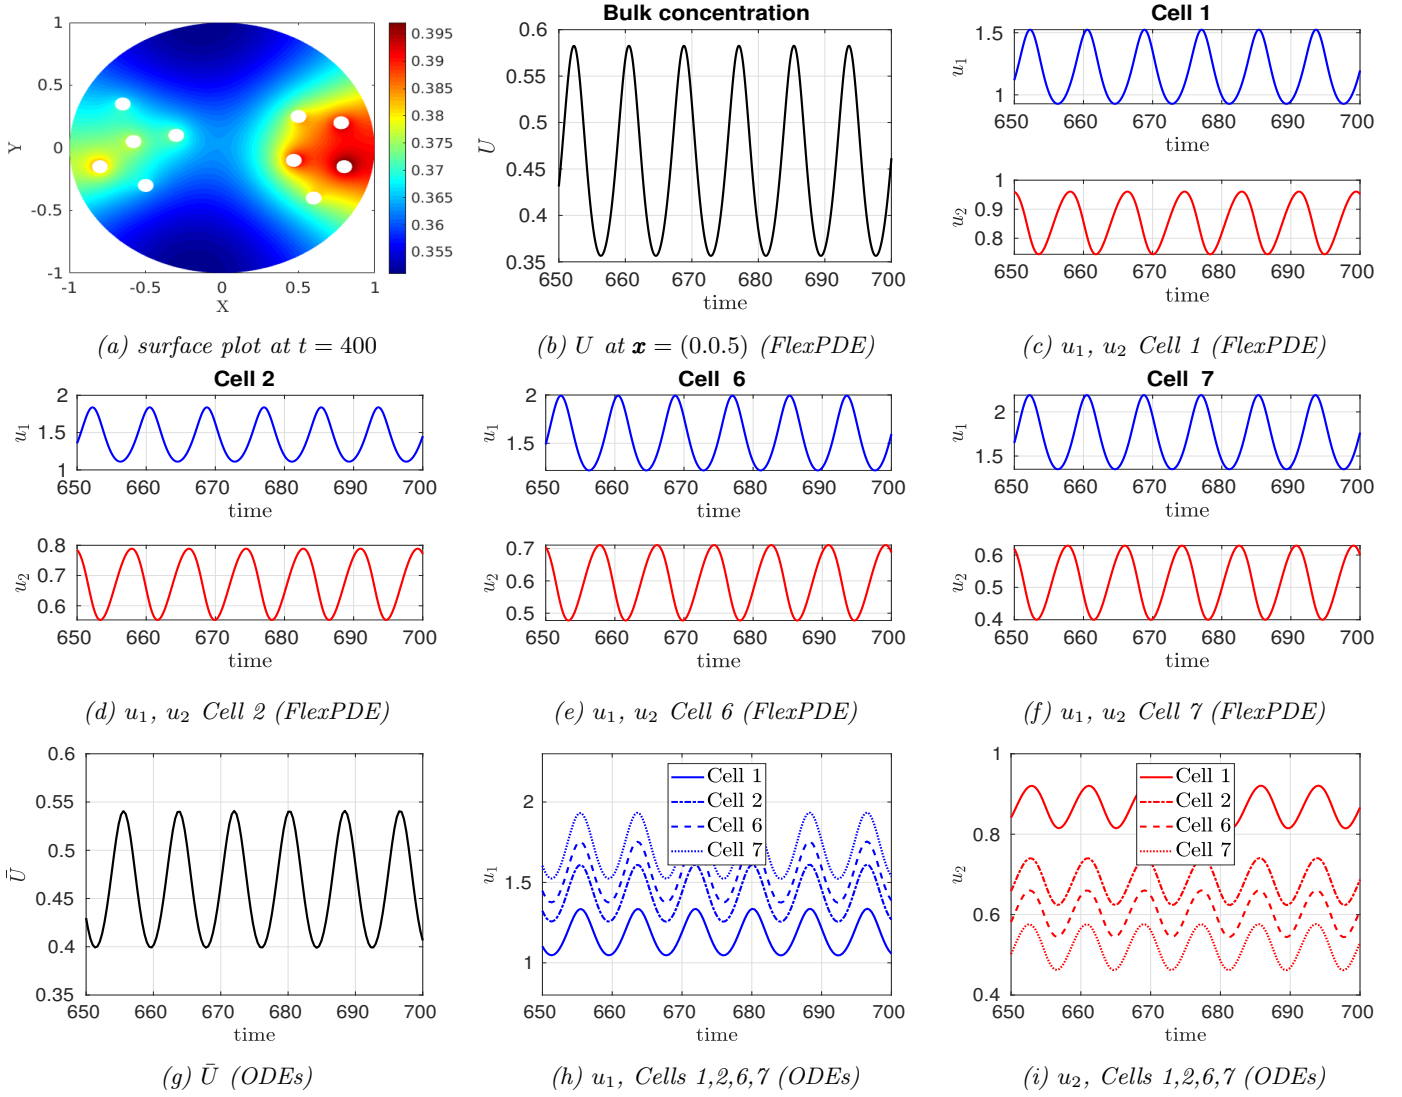 Bulk concentration
Cell 1
1
0.5
0
-0.5
-1
Y
-1 -0.5 0 0.5 1
X
0.395
0.39
0.385
0.38
0.375
0.37
0.365
0.36
0.355
0.6
0.55
0.5
0.45
0.4
0.35
U
650 660 670 680 690 700
time
1.5
1
u1
650 660 670 680 690 700
time
1
0.9
0.8
u2
650 660 670 680 690 700
time
(a) surface plot at t = 400
(b) U at x = (0.0.5) (FlexPDE)
(c) u1, u2 Cell 1 (FlexPDE)
Cell 2
Cell 6
Cell 7
2
1.5
1
u1
650 660 670 680 690 700
time
2
1.5
u1
650 660 670 680 690 700
time
2
1.5
u1
650 660 670 680 690 700
time
0.8
0.7
0.6
u2
650 660 670 680 690 700
time
0.7
0.6
0.5
u2
650 660 670 680 690 700
time
0.6
0.5
0.4
u2
650 660 670 680 690 700
time
(d) u1, u2 Cell 2 (FlexPDE)
(e) u1, u2 Cell 6 (FlexPDE)
(f) u1, u2 Cell 7 (FlexPDE)
0.6
0.55
0.5
0.45
0.4
0.35
Ū
650 660 670 680 690 700
time
2
1.5
1
u1
Cell 1
Cell 2
Cell 6
Cell 7
650 660 670 680 690 700
time
1
0.8
0.6
0.4
u2
Cell 1
Cell 2
Cell 6
Cell 7
650 660 670 680 690 700
time
(g) Ū (ODEs)
(h) u1, Cells 1,2,6,7 (ODEs)
(i) u2, Cells 1,2,6,7 (ODEs)